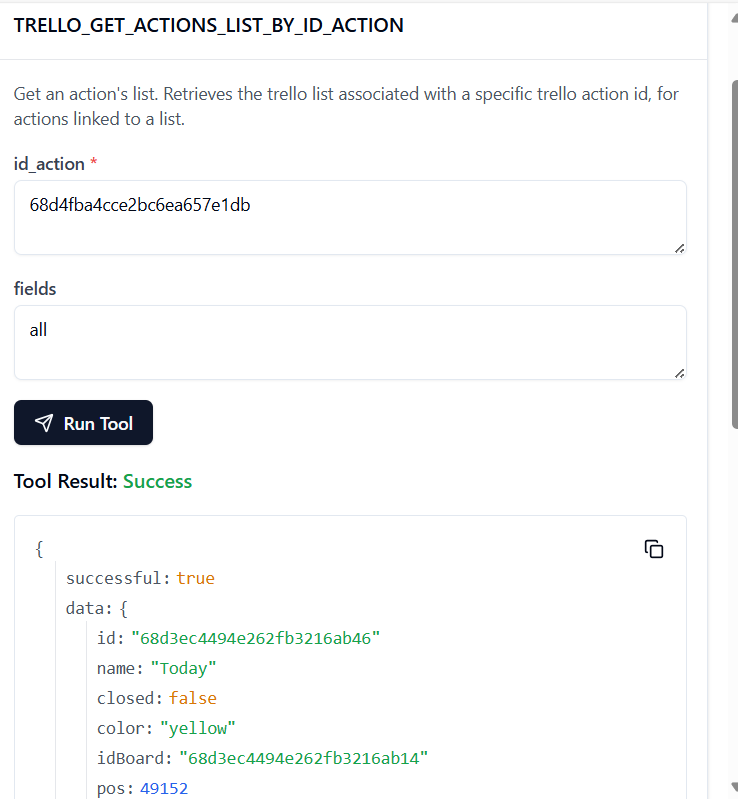 TRELLO_GET_ACTIONS_LIST_BY_ID_ACTION
Get an action's list. Retrieves the trello list associated with a specific trello action id, for
actions linked to a list.
id_action *
68d4fba4cce2bc6ea657e1db
fields
all
Run Tool
Tool Result: Success
{
successful: true
data: {
id: "68d3ec4494e262fb3216ab46"
name: "Today"
closed: false
color: "yellow"
idBoard: "68d3ec4494e262fb3216ab14"
pos: 49152